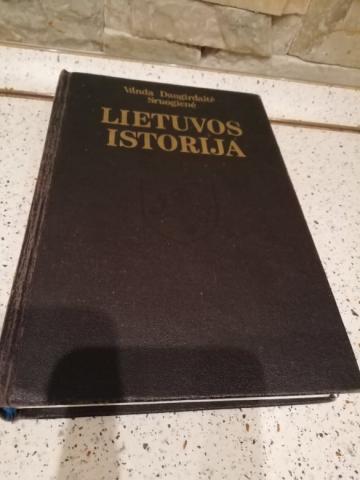 Vanda Daugirdaitė
Sruogienė
LIETUVOS
ISTORIJA